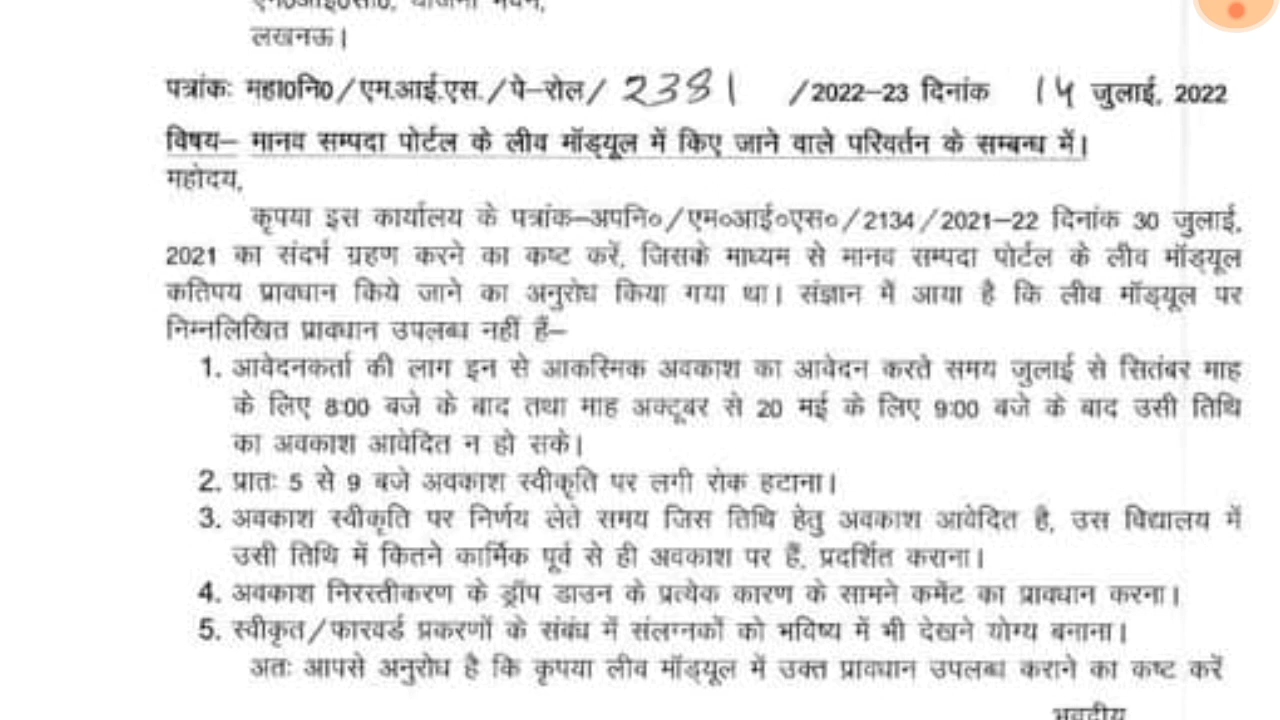 एन०आई०सी०, योजना भवन,
लखनऊ।
पत्रांकः महा0नि0/एम.आई.एस./पे–रोल/ 2381 /2022–23 दिनांक 14 जुलाई, 2022
विषय– मानव सम्पदा पोर्टल के लीव मॉड्यूल में किए जाने वाले परिवर्तन के सम्बन्ध में।
महोदय,
कृपया इस कार्यालय के पत्रांक–अपनि०/एम०आई०एस०/2134/2021–22 दिनांक 30 जुलाई,
2021 का संदर्भ ग्रहण करने का कष्ट करें, जिसके माध्यम से मानव सम्पदा पोर्टल के लीव मॉड्यूल
कतिपय प्रावधान किये जाने का अनुरोध किया गया था। संज्ञान में आया है कि लीव मॉड्यूल पर
निम्नलिखित प्रावधान उपलब्ध नहीं हैं–
1. आवेदनकर्ता की लाग इन से आकस्मिक अवकाश का आवेदन करते समय जुलाई से सितंबर माह
के लिए 8:00 बजे के बाद तथा माह अक्टूबर से 20 मई के लिए 9:00 बजे के बाद उसी तिथि
का अवकाश आवेदित न हो सके।
2. प्रातः 5 से 9 बजे अवकाश स्वीकृति पर लगी रोक हटाना।
3. अवकाश स्वीकृति पर निर्णय लेते समय जिस तिथि हेतु अवकाश आवेदित है, उस विद्यालय में
उसी तिथि में कितने कार्मिक पूर्व से ही अवकाश पर हैं, प्रदर्शित कराना।
4. अवकाश निरस्तीकरण के ड्रॉप डाउन के प्रत्येक कारण के सामने कमेंट का प्रावधान करना।
5. स्वीकृत/फारवर्ड प्रकरणों के संबंध में संलग्नकों को भविष्य में भी देखने योग्य बनाना।
अतः आपसे अनुरोध है कि कृपया लीव मॉड्यूल में उक्त प्रावधान उपलब्ध कराने का कष्ट करें
भवदीय